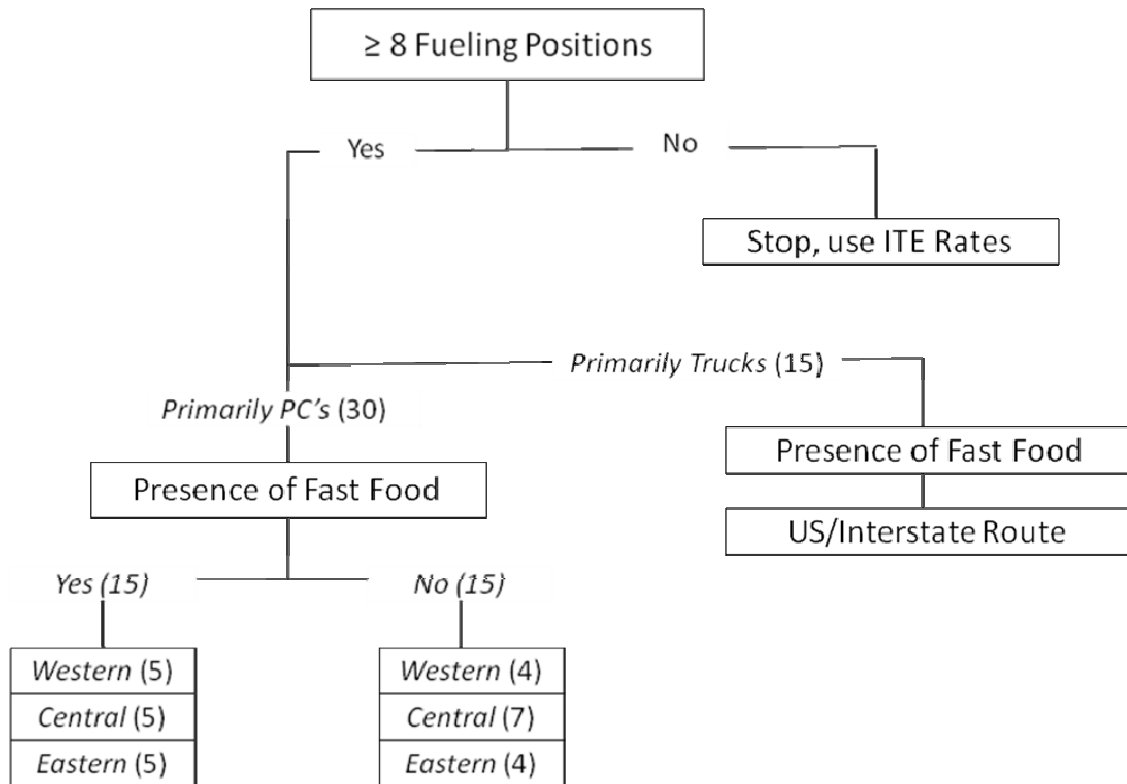 ≥ 8 Fueling Positions
Yes
No
Stop, use ITE Rates
Primarily Trucks (15)
Primarily PC's (30)
Presence of Fast Food
Presence of Fast Food
US/Interstate Route
Yes (15)
No (15)
Western (5)
Central (5)
Eastern (5)
Western (4)
Central (7)
Eastern (4)